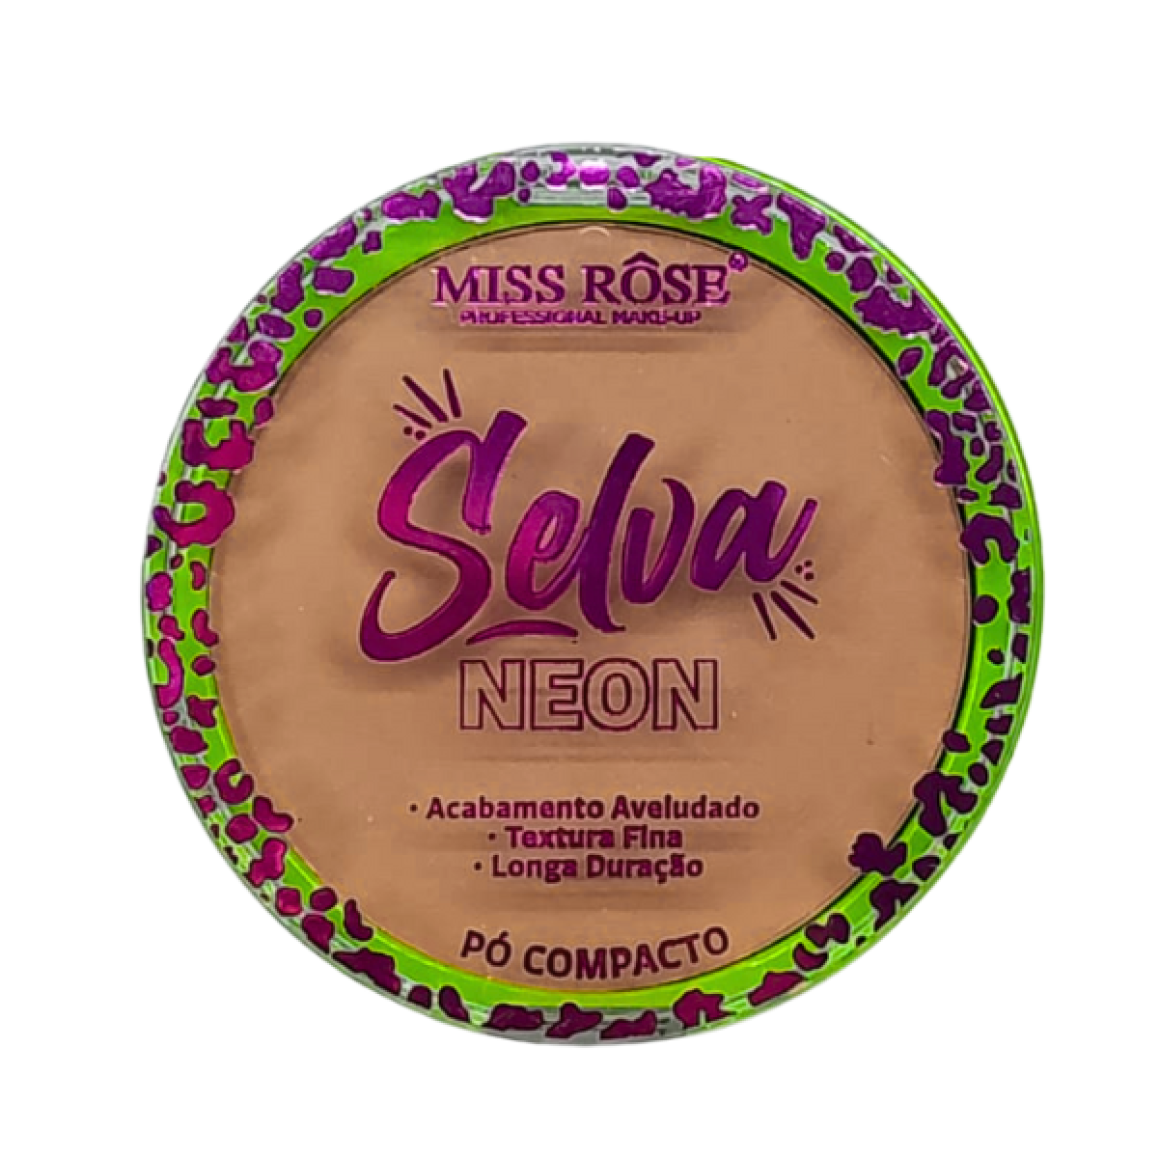 MISS RÔSE®
PROFESSIONAL MAKE-UP
Selva
NEON
• Acabamento Aveludado
• Textura Fina
• Longa Duração
PÓ COMPACTO